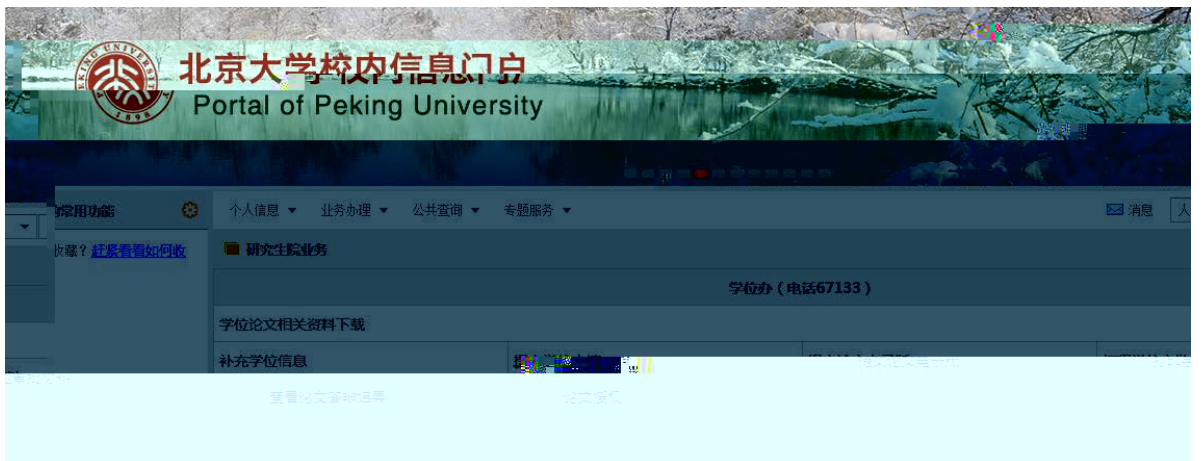 北京大学校内信息门户
Portal of Peking University
PEKING UNIVERSITY
1898
常用功能
个人信息 业务办理 公共查询 专题服务
消息
人
收藏？赶紧看看如何收
研究生院业务
学位办（电话67133）
学位论文相关资料下载
补充学位信息
查看论文答辩结果
论文授权